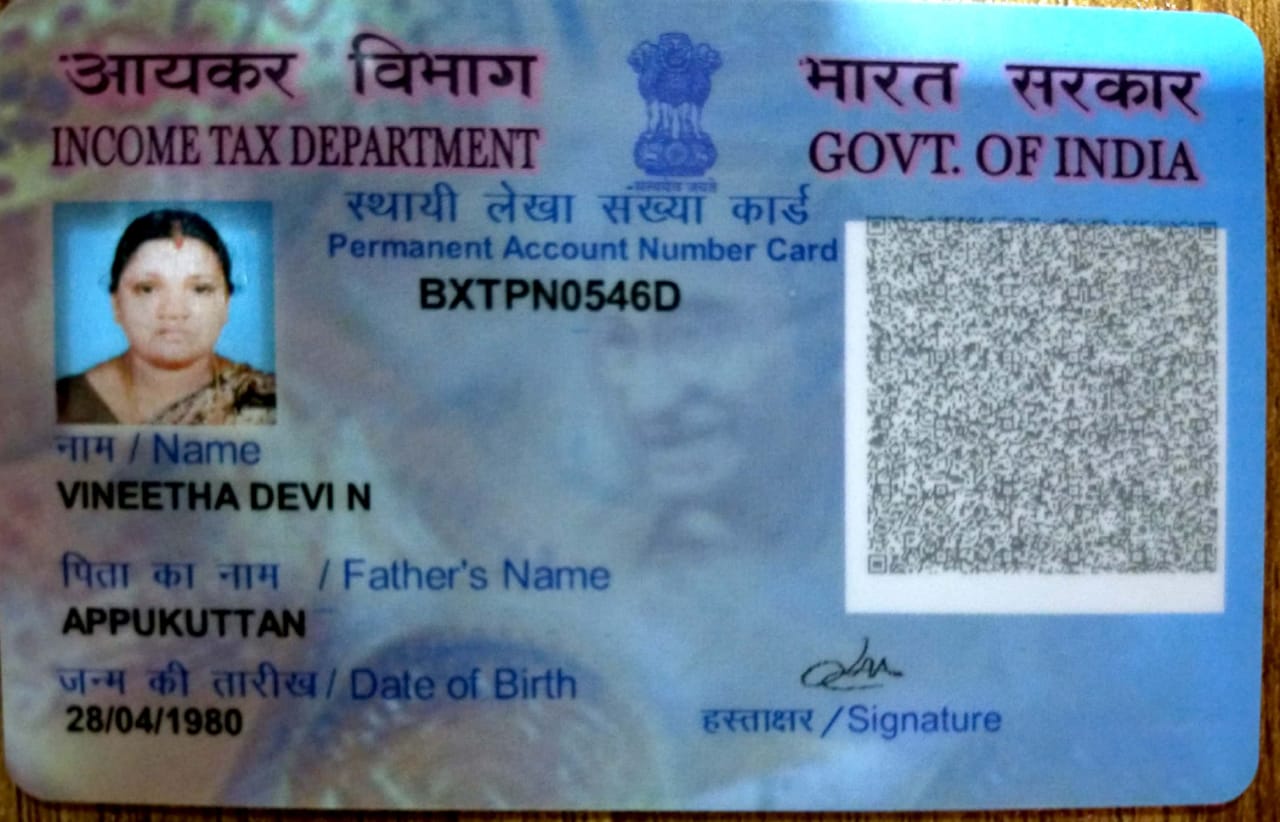 आयकर विभाग
INCOME TAX DEPARTMENT
सत्यमेव जयते
भारत सरकार
GOVT. OF INDIA
स्थायी लेखा संख्या कार्ड
Permanent Account Number Card
BXTPN0546D
नाम / Name
VINEETHA DEVI N
पिता का नाम / Father's Name
APPUKUTTAN
जन्म की तारीख / Date of Birth
28/04/1980
हस्ताक्षर / Signature